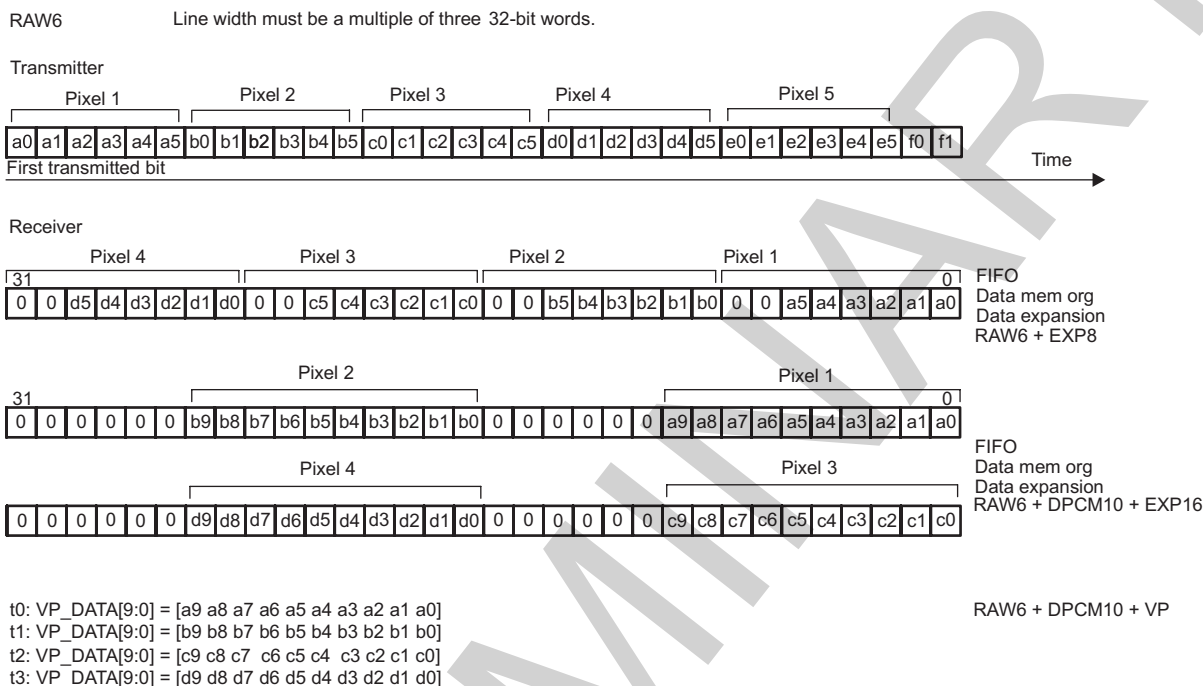 RAW6 Line width must be a multiple of three 32-bit words.
Transmitter
Pixel 1 Pixel 2 Pixel 3 Pixel 4 Pixel 5
a0 a1 a2 a3 a4 a5 b0 b1 b2 b3 b4 b5 c0 c1 c2 c3 c4 c5 d0 d1 d2 d3 d4 d5 e0 e1 e2 e3 e4 e5 f0 f1
First transmitted bit Time
Receiver
Pixel 4 Pixel 3 Pixel 2 Pixel 1
31 0
0 0 d5 d4 d3 d2 d1 d0 0 0 c5 c4 c3 c2 c1 c0 0 0 b5 b4 b3 b2 b1 b0 0 0 a5 a4 a3 a2 a1 a0
FIFO
Data mem org
Data expansion
RAW6 + EXP8
Pixel 2 Pixel 1
31 0
0 0 0 0 0 0 b9 b8 b7 b6 b5 b4 b3 b2 b1 b0 0 0 0 0 0 0 a9 a8 a7 a6 a5 a4 a3 a2 a1 a0
Pixel 4 Pixel 3
0 0 0 0 0 0 d9 d8 d7 d6 d5 d4 d3 d2 d1 d0 0 0 0 0 0 0 c9 c8 c7 c6 c5 c4 c3 c2 c1 c0
FIFO
Data mem org
Data expansion
RAW6 + DPCM10 + EXP16
t0: VP_DATA[9:0] = [a9 a8 a7 a6 a5 a4 a3 a2 a1 a0] RAW6 + DPCM10 + VP
t1: VP_DATA[9:0] = [b9 b8 b7 b6 b5 b4 b3 b2 b1 b0]
t2: VP_DATA[9:0] = [c9 c8 c7 c6 c5 c4 c3 c2 c1 c0]
t3: VP_DATA[9:0] = [d9 d8 d7 d6 d5 d4 d3 d2 d1 d0]
MINAR